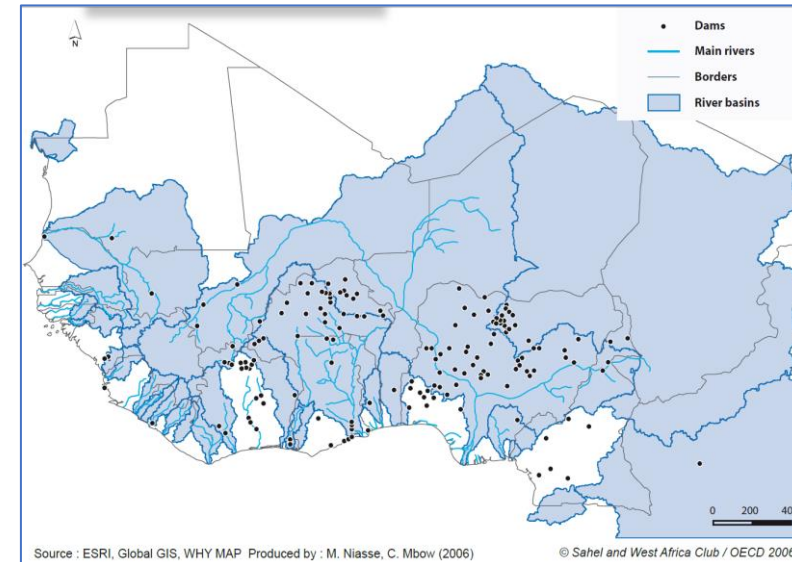 N
Dams
Main rivers
Borders
River basins
0 200 40
Source : ESRI, Global GIS, WHY MAP Produced by : M. Niasse, C. Mbow (2006)
© Sahel and West Africa Club / OECD 2006